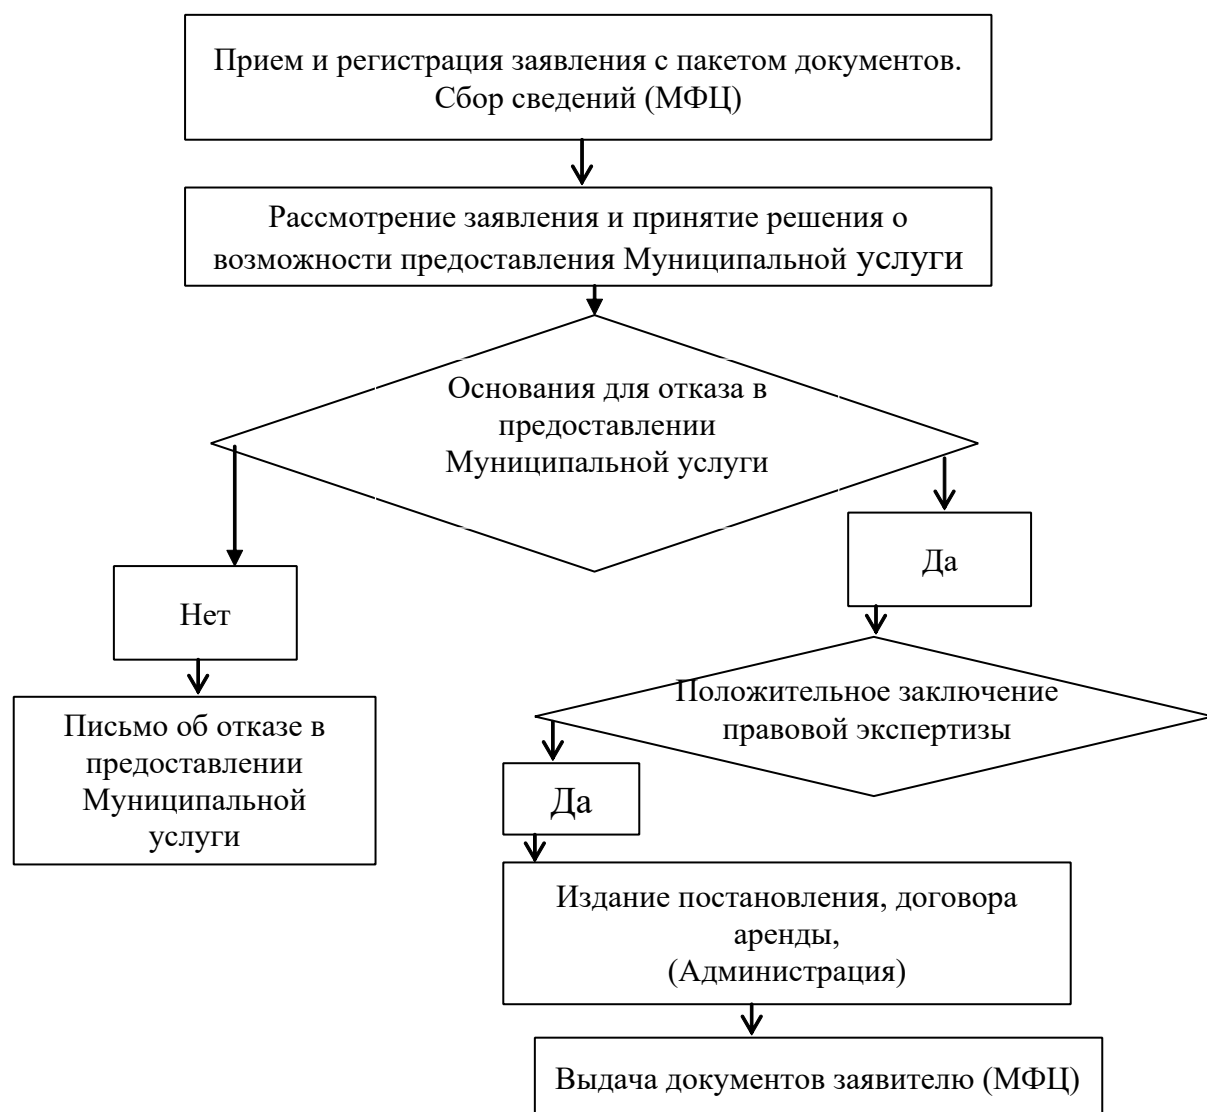 Прием и регистрация заявления с пакетом документов.
Сбор сведений (МФЦ)
Рассмотрение заявления и принятие решения о
возможности предоставления Муниципальной услуги
Основания для отказа в
предоставлении
Муниципальной услуги
Да
Нет
Положительное заключение
правовой экспертизы
Письмо об отказе в
предоставлении
Муниципальной
услуги
Да
Издание постановления, договора
аренды,
(Администрация)
Выдача документов заявителю (МФЦ)